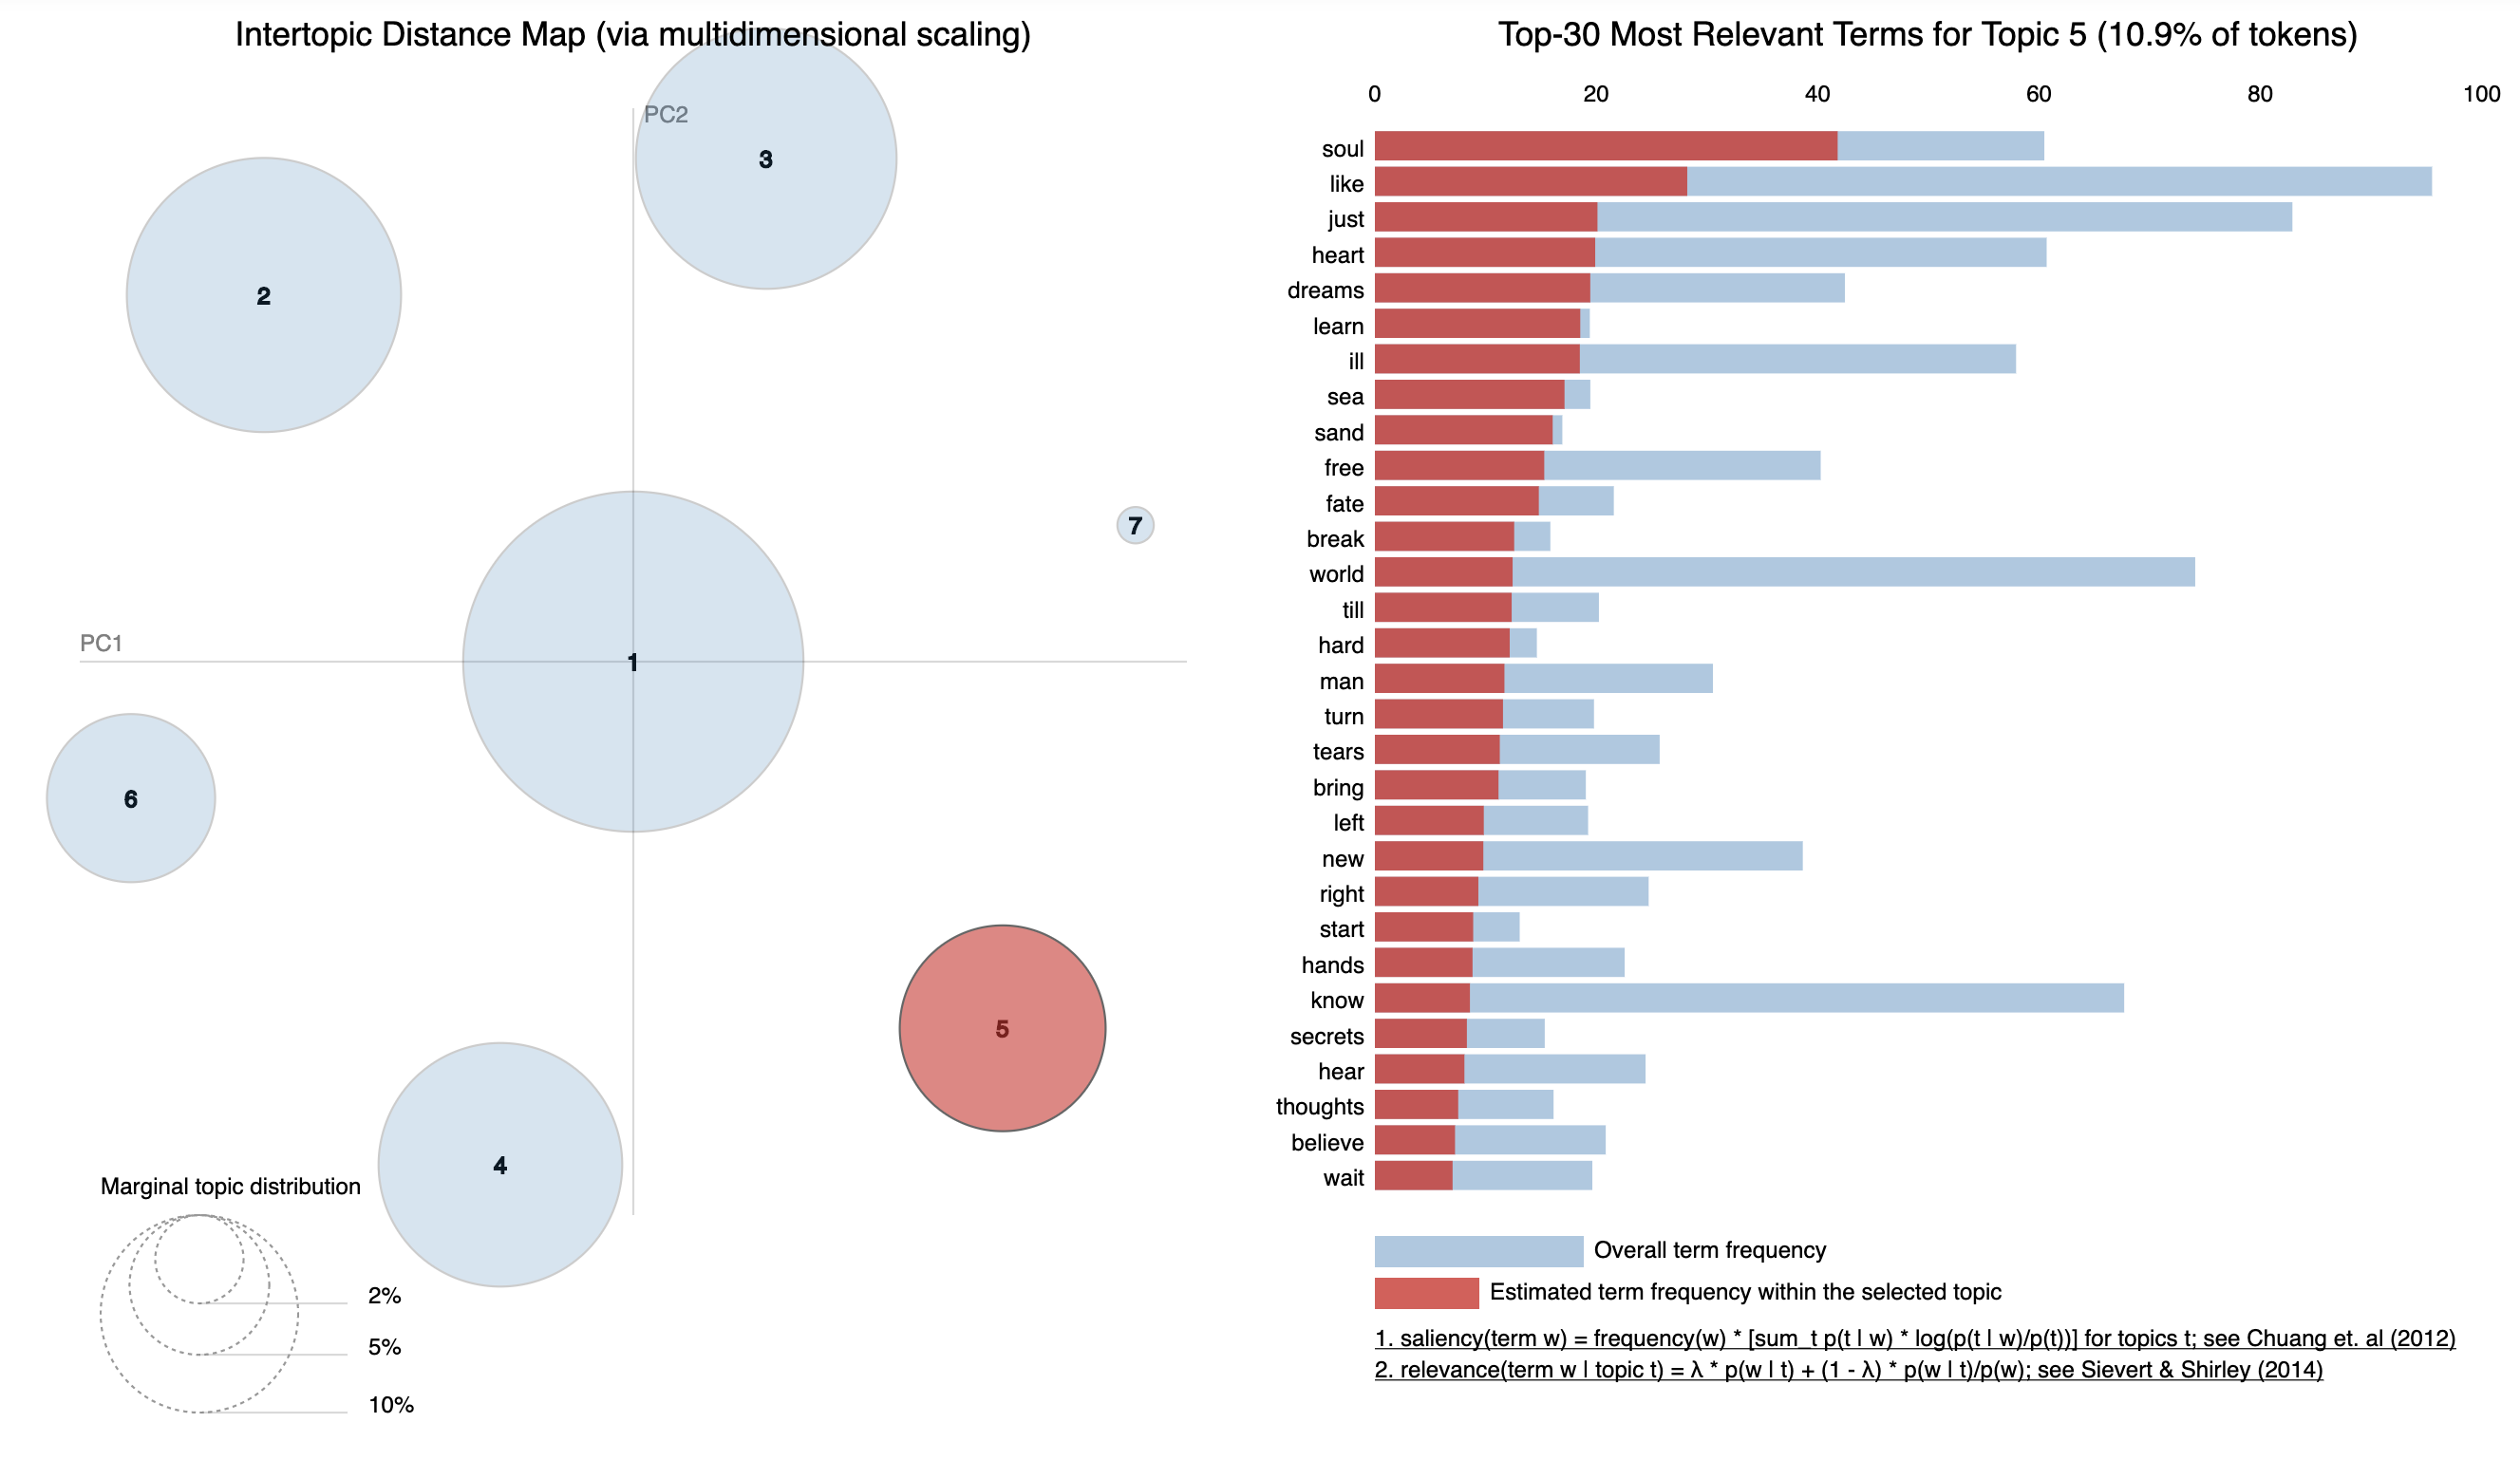 Intertopic Distance Map (via multidimensional scaling)
PC2
3
2
7
PC1
1
6
5
4
Marginal topic distribution
2%
5%
10%
Top-30 Most Relevant Terms for Topic 5 (10.9% of tokens)
0 20 40 60 80 100
soul
like
just
heart
dreams
learn
ill
sea
sand
free
fate
break
world
till
hard
man
turn
tears
bring
left
new
right
start
hands
know
secrets
hear
thoughts
believe
wait
Overall term frequency
Estimated term frequency within the selected topic
1. saliency(term w) = frequency(w) * [sum_t p(t | w) * log(p(t | w)/p(t))] for topics t; see Chuang et. al (2012)
2. relevance(term w | topic t) = λ * p(w | t) + (1 - λ) * p(w | t)/p(w); see Sievert & Shirley (2014)